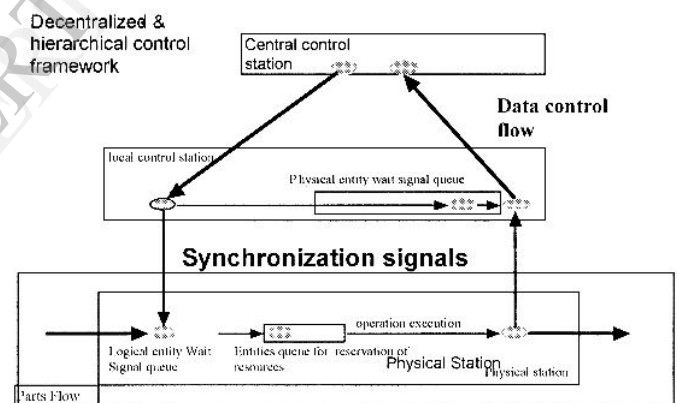 Decentralized &
hierarchical control
framework
Central control
station
Data control
flow
local control station
Physical entity wait signal queue
Synchronization signals
operation execution
Logical entity Wait
Signal queue
Entities queue for reservation of
resources
Physical Station
Physical station
Parts Flow